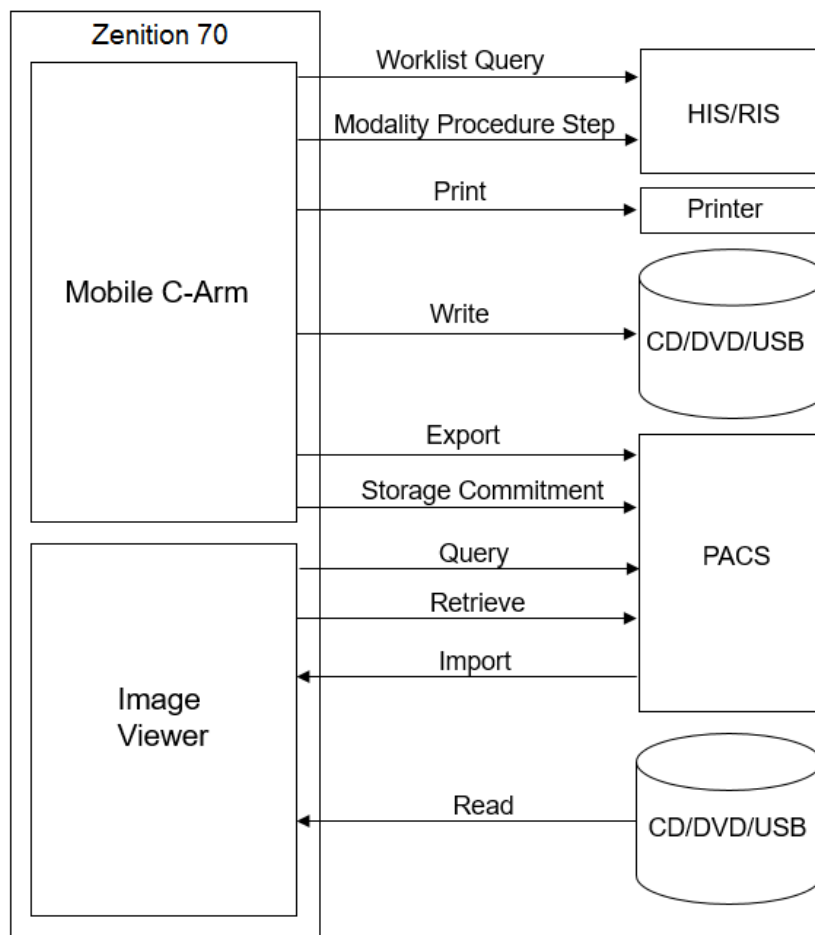 Zenition 70
Worklist Query
HIS/RIS
Modality Procedure Step
Print
Printer
Mobile C-Arm
Write
CD/DVD/USB
Export
Storage Commitment
Query
PACS
Retrieve
Import
Image
Viewer
Read
CD/DVD/USB